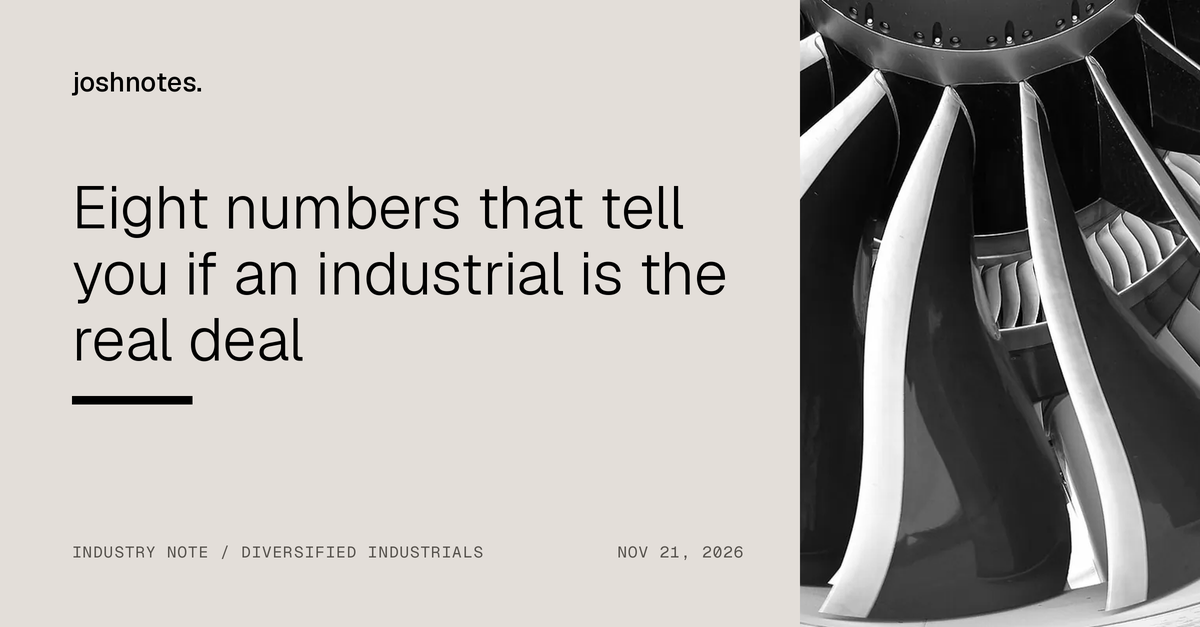 joshnotes.
Eight numbers that tell
you if an industrial is the
real deal
INDUSTRY NOTE / DIVERSIFIED INDUSTRIALS
NOV 21, 2026